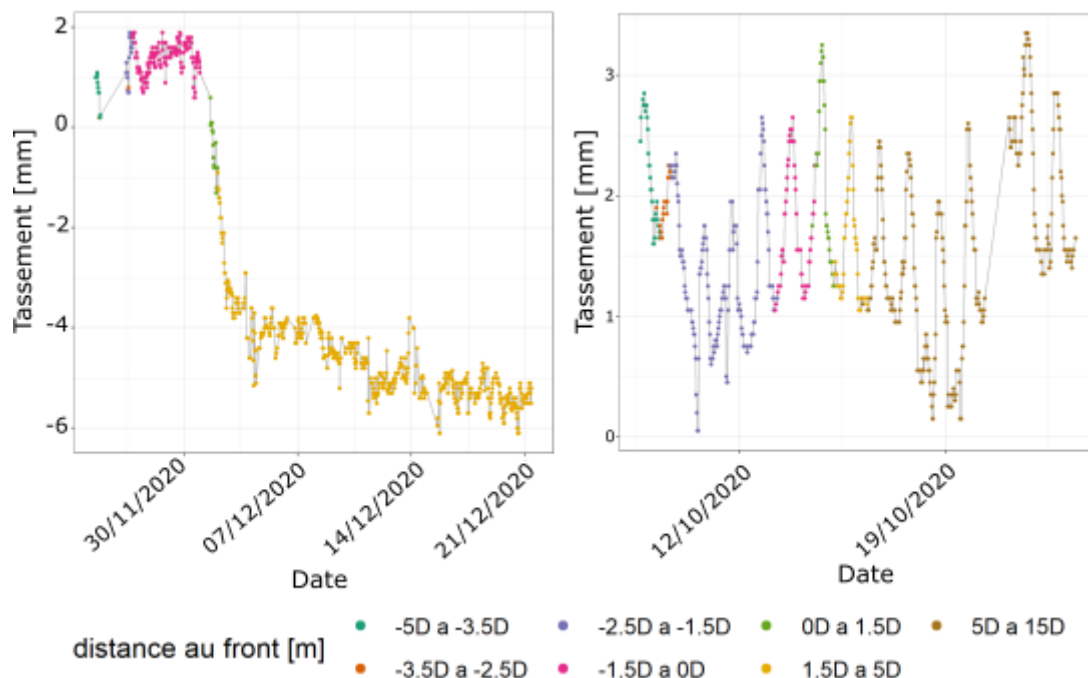 Tassement [mm]
2
0
-2
-4
-6
30/11/2020
07/12/2020
14/12/2020
21/12/2020
Date
Tassement [mm]
3
2
1
0
12/10/2020
19/10/2020
Date
distance au front [m]
-5D a -3.5D
-2.5D a -1.5D
0D a 1.5D
5D a 15D
-3.5D a -2.5D
-1.5D a 0D
1.5D a 5D